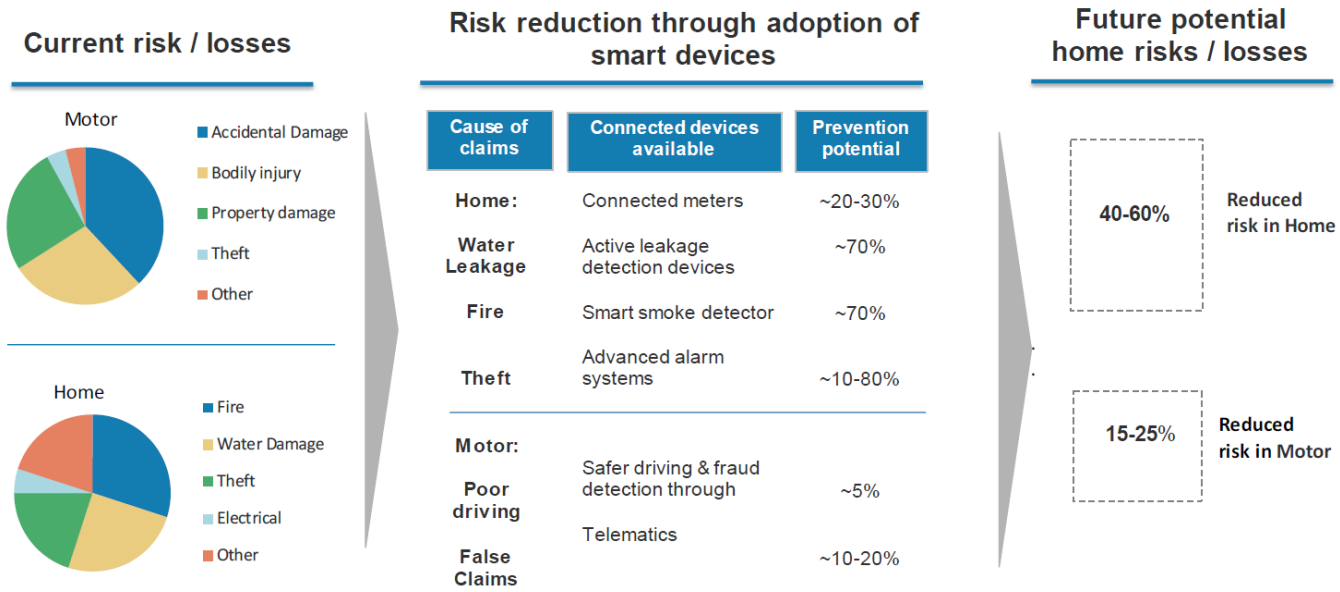 Current risk / losses
Motor
Accidental Damage
Bodily injury
Property damage
Theft
Other
Home
Fire
Water Damage
Theft
Electrical
Other
Risk reduction through adoption of
smart devices
Cause of
claims
Connected devices
available
Prevention
potential
Home:
Connected meters
~20-30%
Water
Leakage
Active leakage
detection devices
~70%
Fire
Smart smoke detector
~70%
Theft
Advanced alarm
systems
~10-80%
Motor:
Poor
driving
Safer driving & fraud
detection through
~5%
Telematics
False
Claims
~10-20%
Future potential
home risks / losses
40-60%
Reduced
risk in Home
15-25%
Reduced
risk in Motor